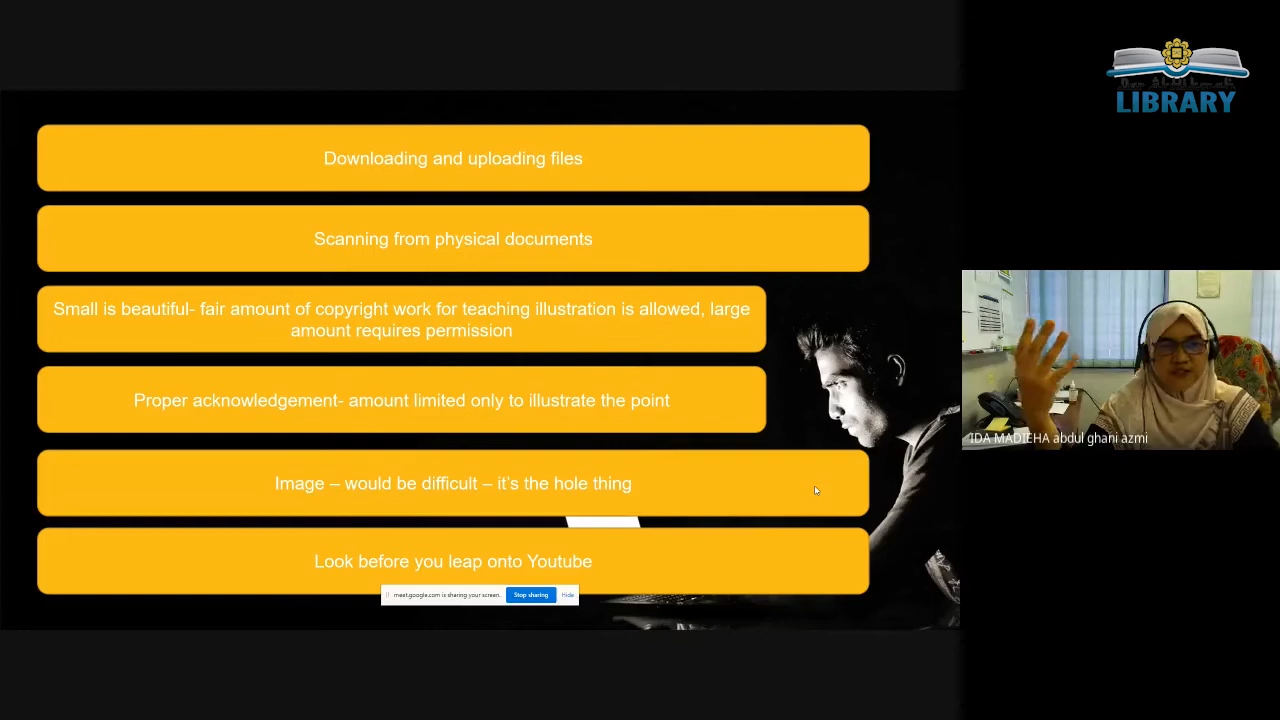 LIBRARY
Downloading and uploading files
Scanning from physical documents
Small is beautiful- fair amount of copyright work for teaching illustration is allowed, large
amount requires permission
Proper acknowledgement- amount limited only to illustrate the point
Image – would be difficult – it's the hole thing
Look before you leap onto Youtube
meet.google.com is sharing your screen.
Stop sharing
Hide
IDA MADIEHA abdul ghani azmi